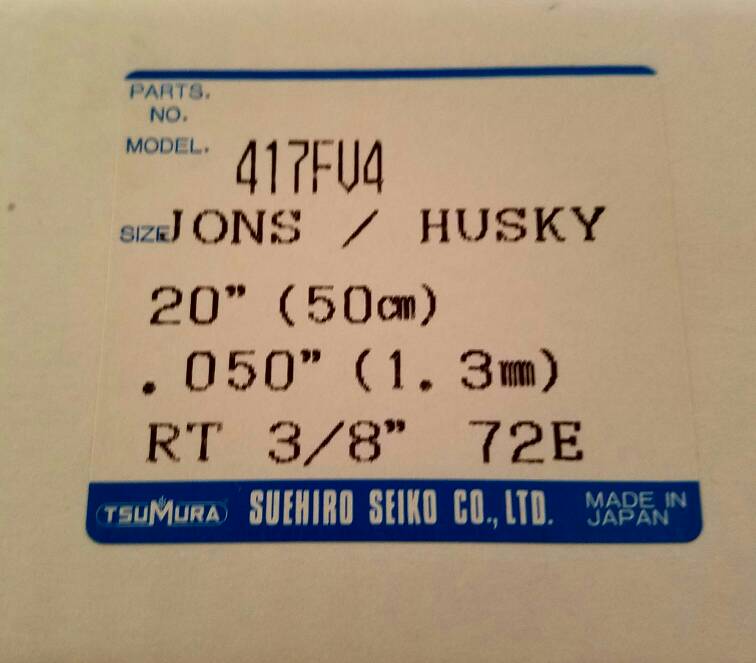 PARTS.
NO.
MODEL. 417FV4
SIZE JONS / HUSKY
20" (50cm)
.050" (1.3mm)
RT 3/8" 72E
TSUMURA SUEHIRO SEIKO CO., LTD. MADE IN
JAPAN